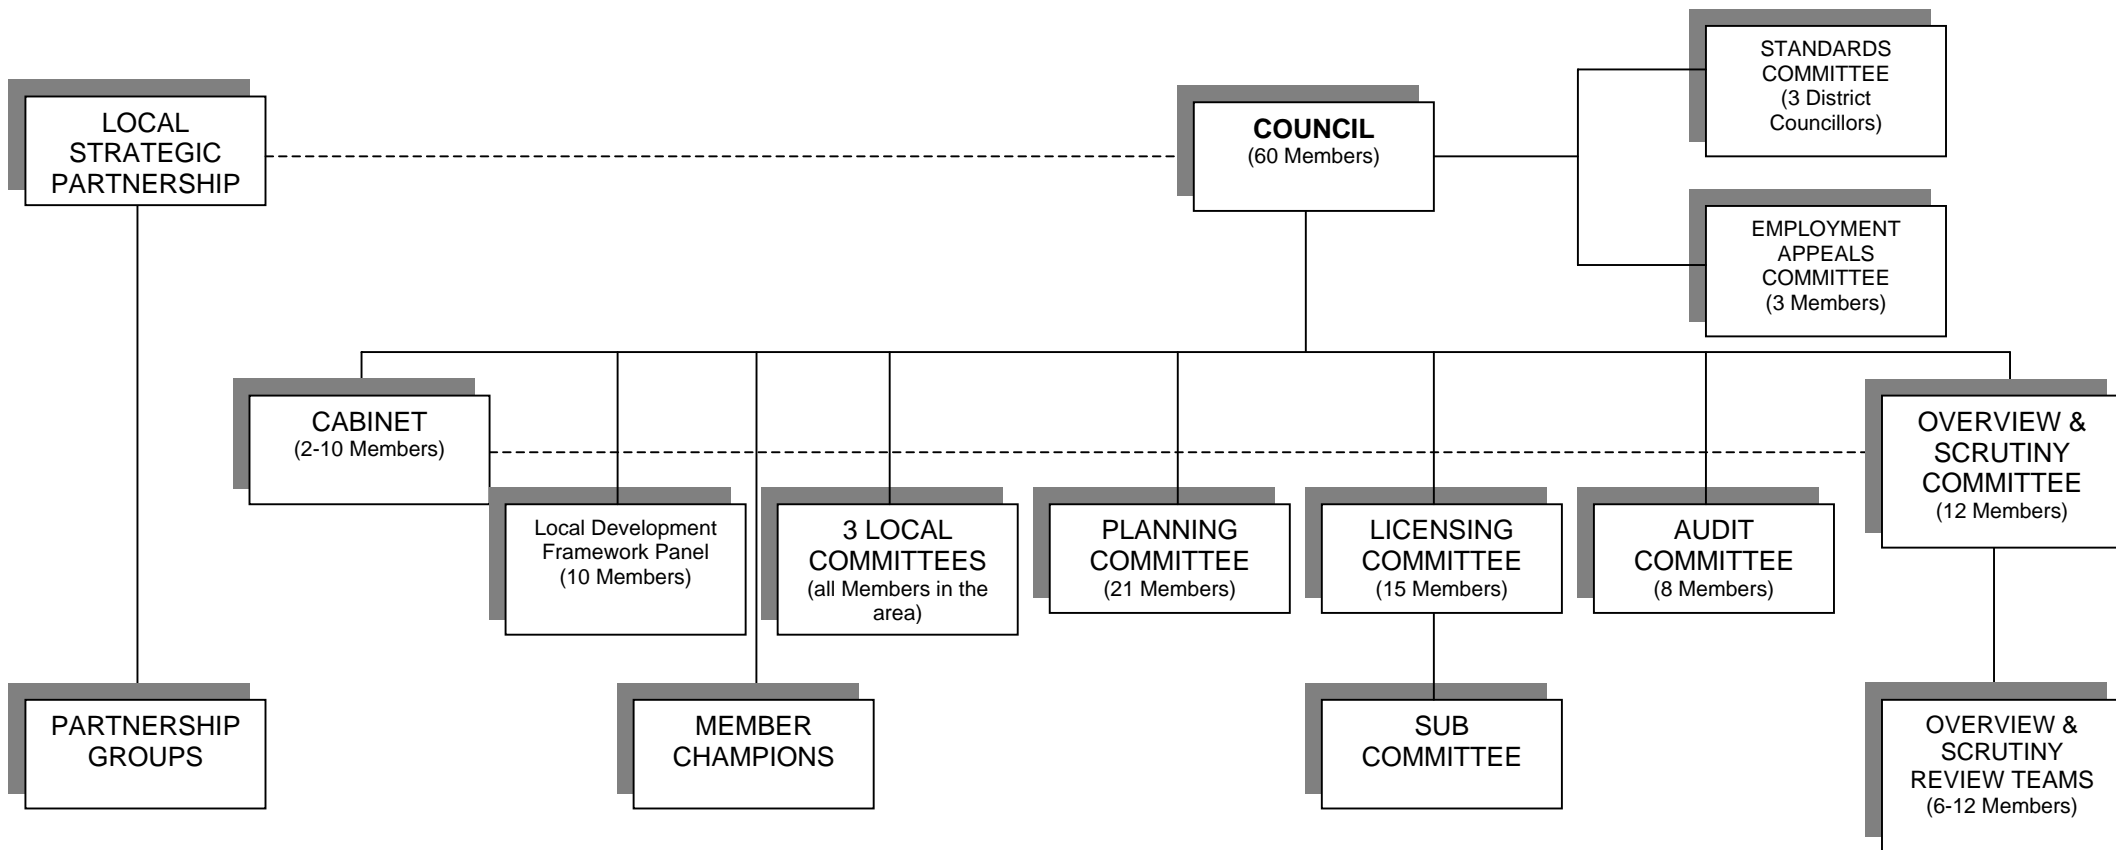 STANDARDS
COMMITTEE
(3 District
Councillors)
LOCAL
STRATEGIC
PARTNERSHIP
COUNCIL
(60 Members)
EMPLOYMENT
APPEALS
COMMITTEE
(3 Members)
CABINET
(2-10 Members)
OVERVIEW &
SCRUTINY
COMMITTEE
(12 Members)
Local Development
Framework Panel
(10 Members)
3 LOCAL
COMMITTEES
(all Members in the
area)
PLANNING
COMMITTEE
(21 Members)
LICENSING
COMMITTEE
(15 Members)
AUDIT
COMMITTEE
(8 Members)
PARTNERSHIP
GROUPS
MEMBER
CHAMPIONS
SUB
COMMITTEE
OVERVIEW &
SCRUTINY
REVIEW TEAMS
(6-12 Members)